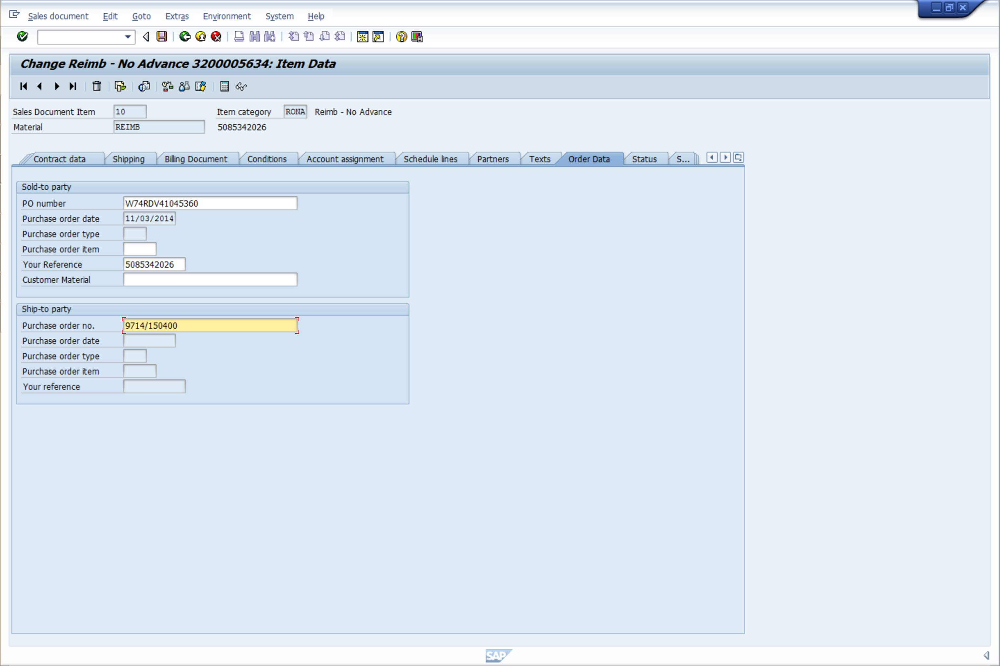 Sales document Edit Goto Extras Environment System Help
Change Reimb - No Advance 3200005634: Item Data
Sales Document Item 10 Item category RONA Reimb - No Advance
Material REIMB 5085342026
Contract data Shipping Billing Document Conditions Account assignment Schedule lines Partners Texts Order Data Status S...
Sold-to party
PO number W74RDV41045360
Purchase order date 11/03/2014
Purchase order type
Purchase order item
Your Reference 5085342026
Customer Material
Ship-to party
Purchase order no. 9714/150400
Purchase order date
Purchase order type
Purchase order item
Your reference
SAP